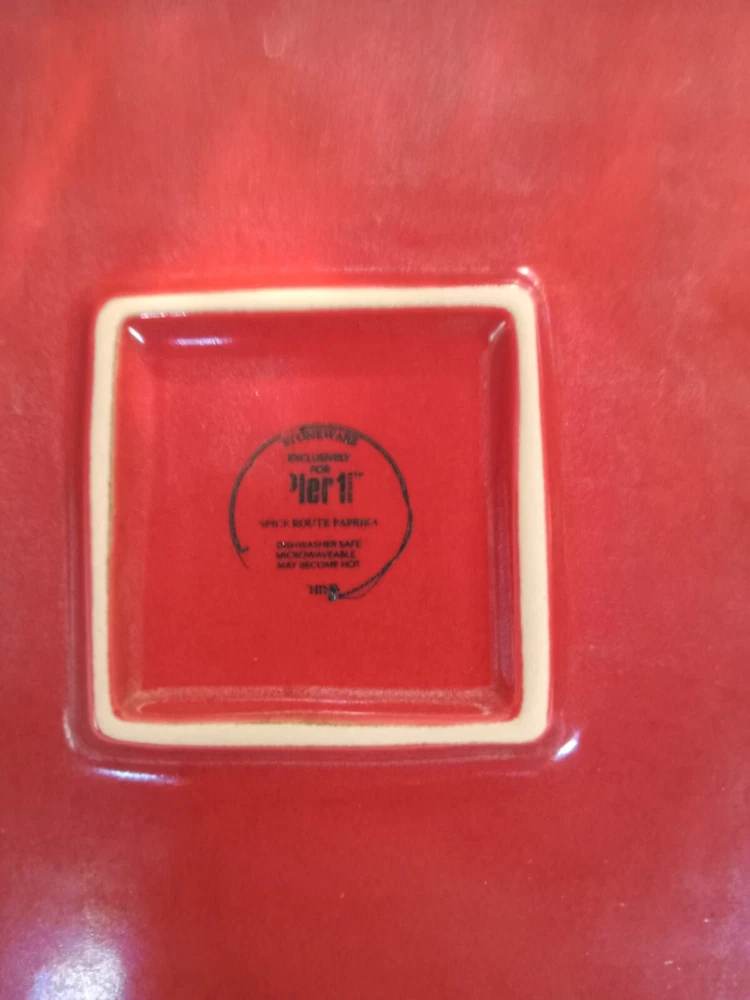 STONEWARE
EXCLUSIVELY
FOR
Pier 1
SPICE ROUTE PAPRIKA
DISHWASHER SAFE
MICROWAVEABLE
MAY BECOME HOT